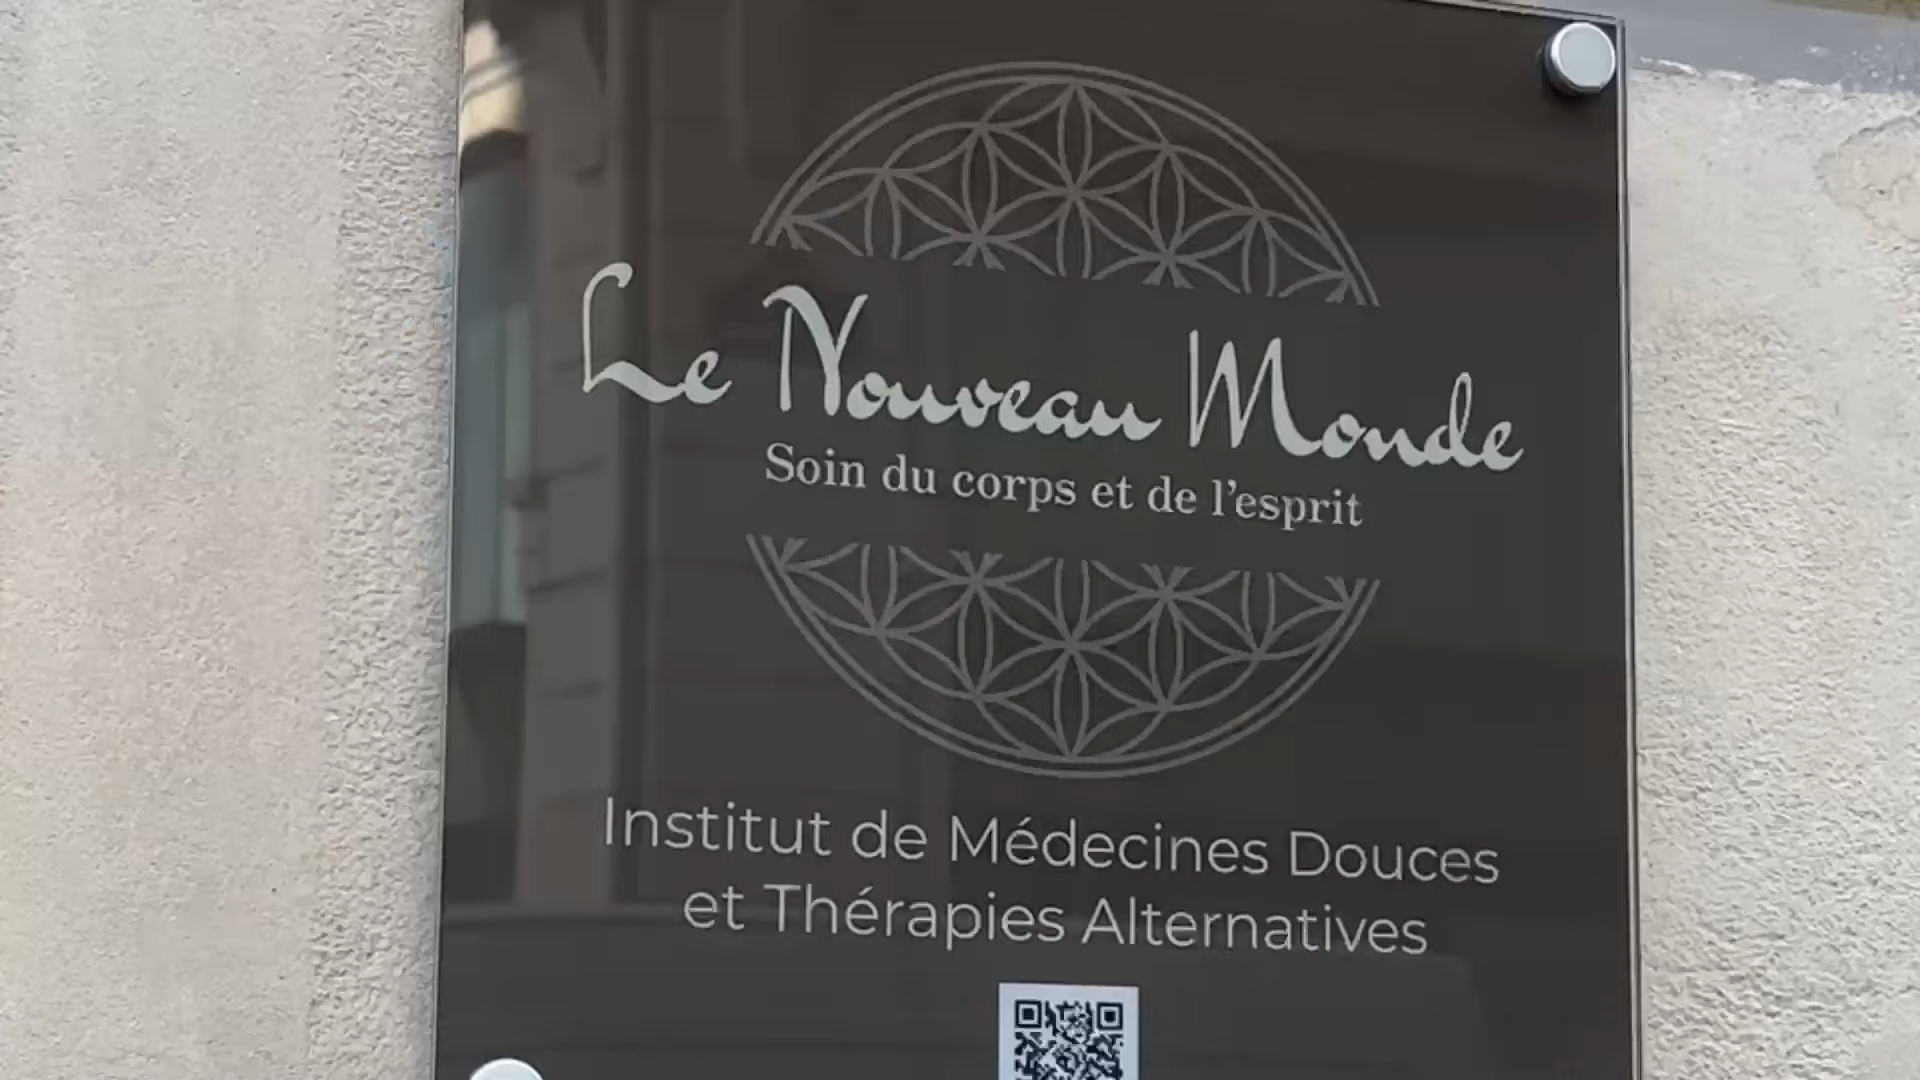 Le Nouveau Monde
Soin du corps et de l'esprit
Institut de Médecines Douces
et Thérapies Alternatives